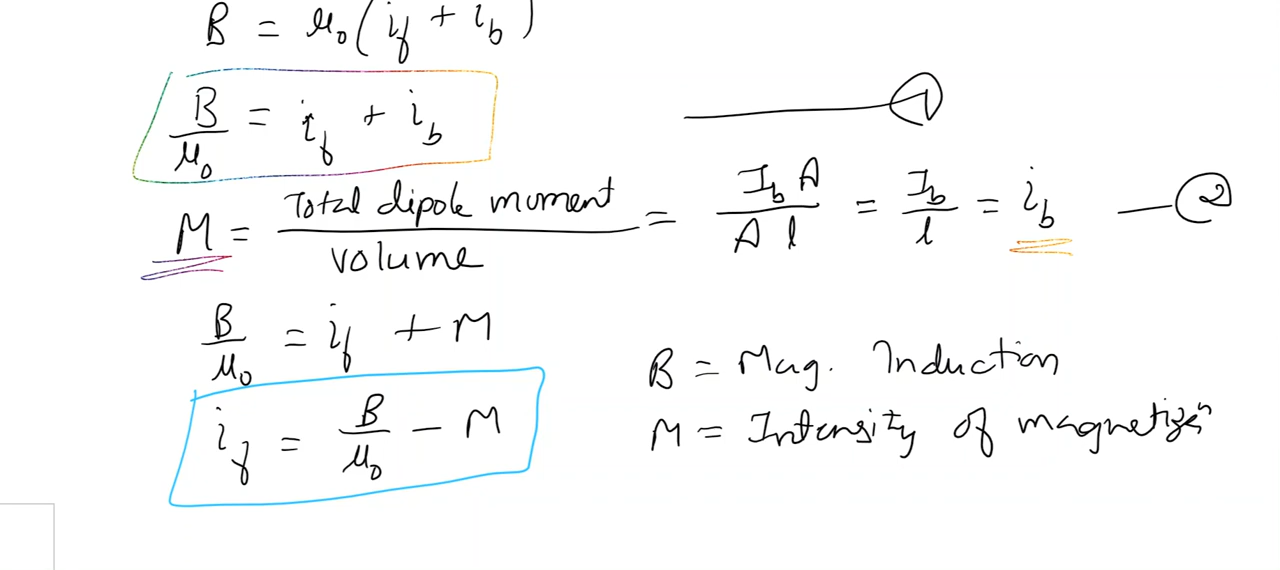 B = μ₀(i_f + i_b)
B/μ₀ = i_f + i_b —①
M = Total dipole moment/volume = I_b A/A l = I_b/l = i_b —②
B/μ₀ = i_f + M
B = Mag. Induction
i_f = B/μ₀ - M
M = Intensity of magnetizⁿ